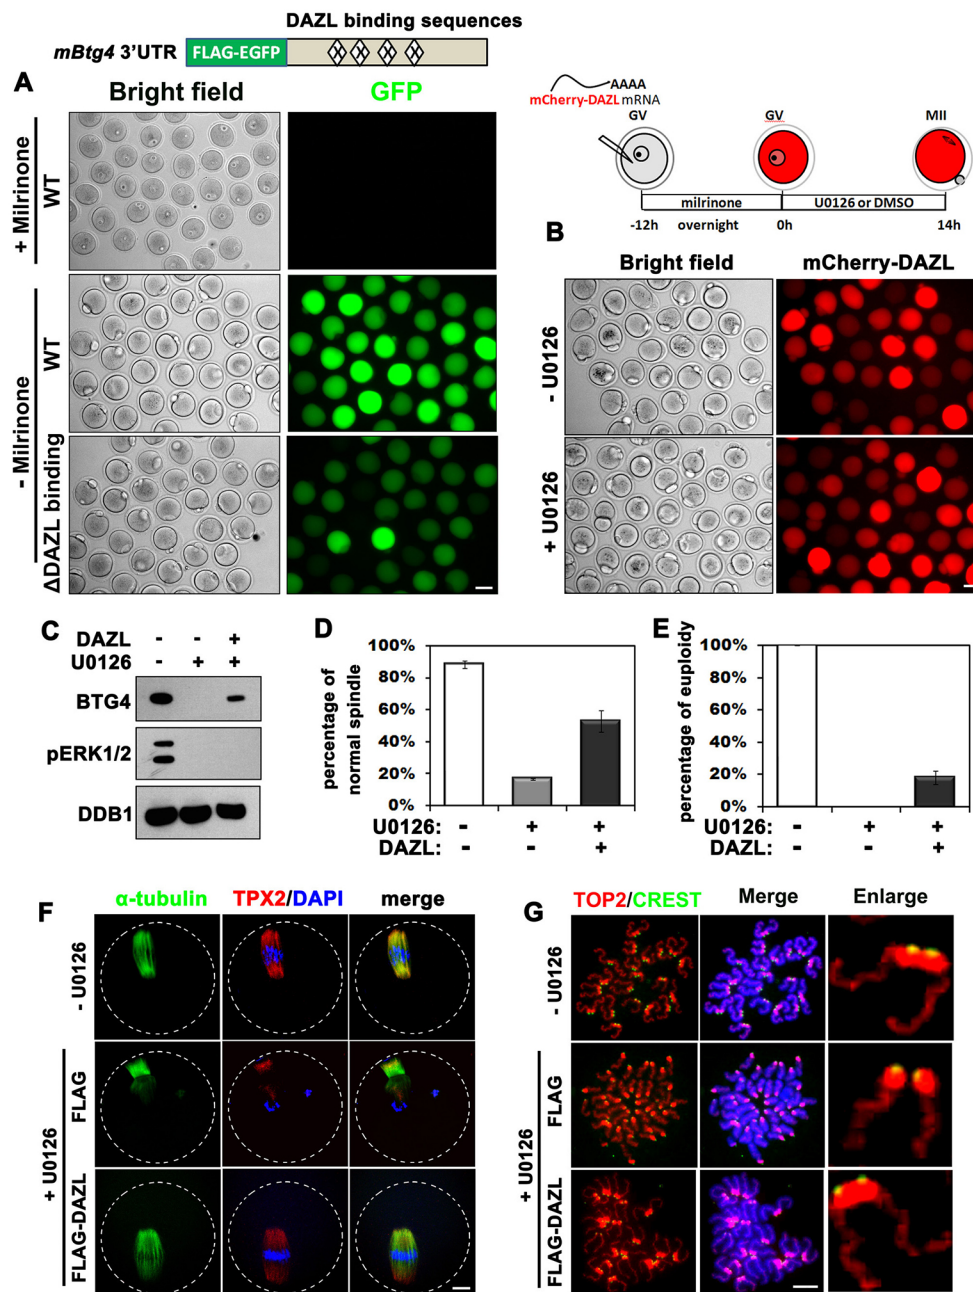 DAZL binding sequences
mBtg4 3'UTR
FLAG-EGFP
A
Bright field
GFP
+ Milrinone
WT
- Milrinone
WT
ΔDAZL binding
AAAA
mCherry-DAZL mRNA
GV
GV
MII
milrinone
U0126 or DMSO
-12h
overnight
0h
14h
B
Bright field
mCherry-DAZL
- U0126
+ U0126
C
DAZL - - +
U0126 - + +
BTG4
pERK1/2
DDB1
D
percentage of
normal spindle
100%
80%
60%
40%
20%
0%
U0126: - + +
DAZL: - - +
E
percentage of euploidy
100%
80%
60%
40%
20%
0%
U0126: - + +
DAZL: - - +
F
α-tubulin
TPX2/DAPI
merge
- U0126
+ U0126
FLAG
FLAG-DAZL
G
TOP2/CREST
Merge
Enlarge
- U0126
+ U0126
FLAG
FLAG-DAZL